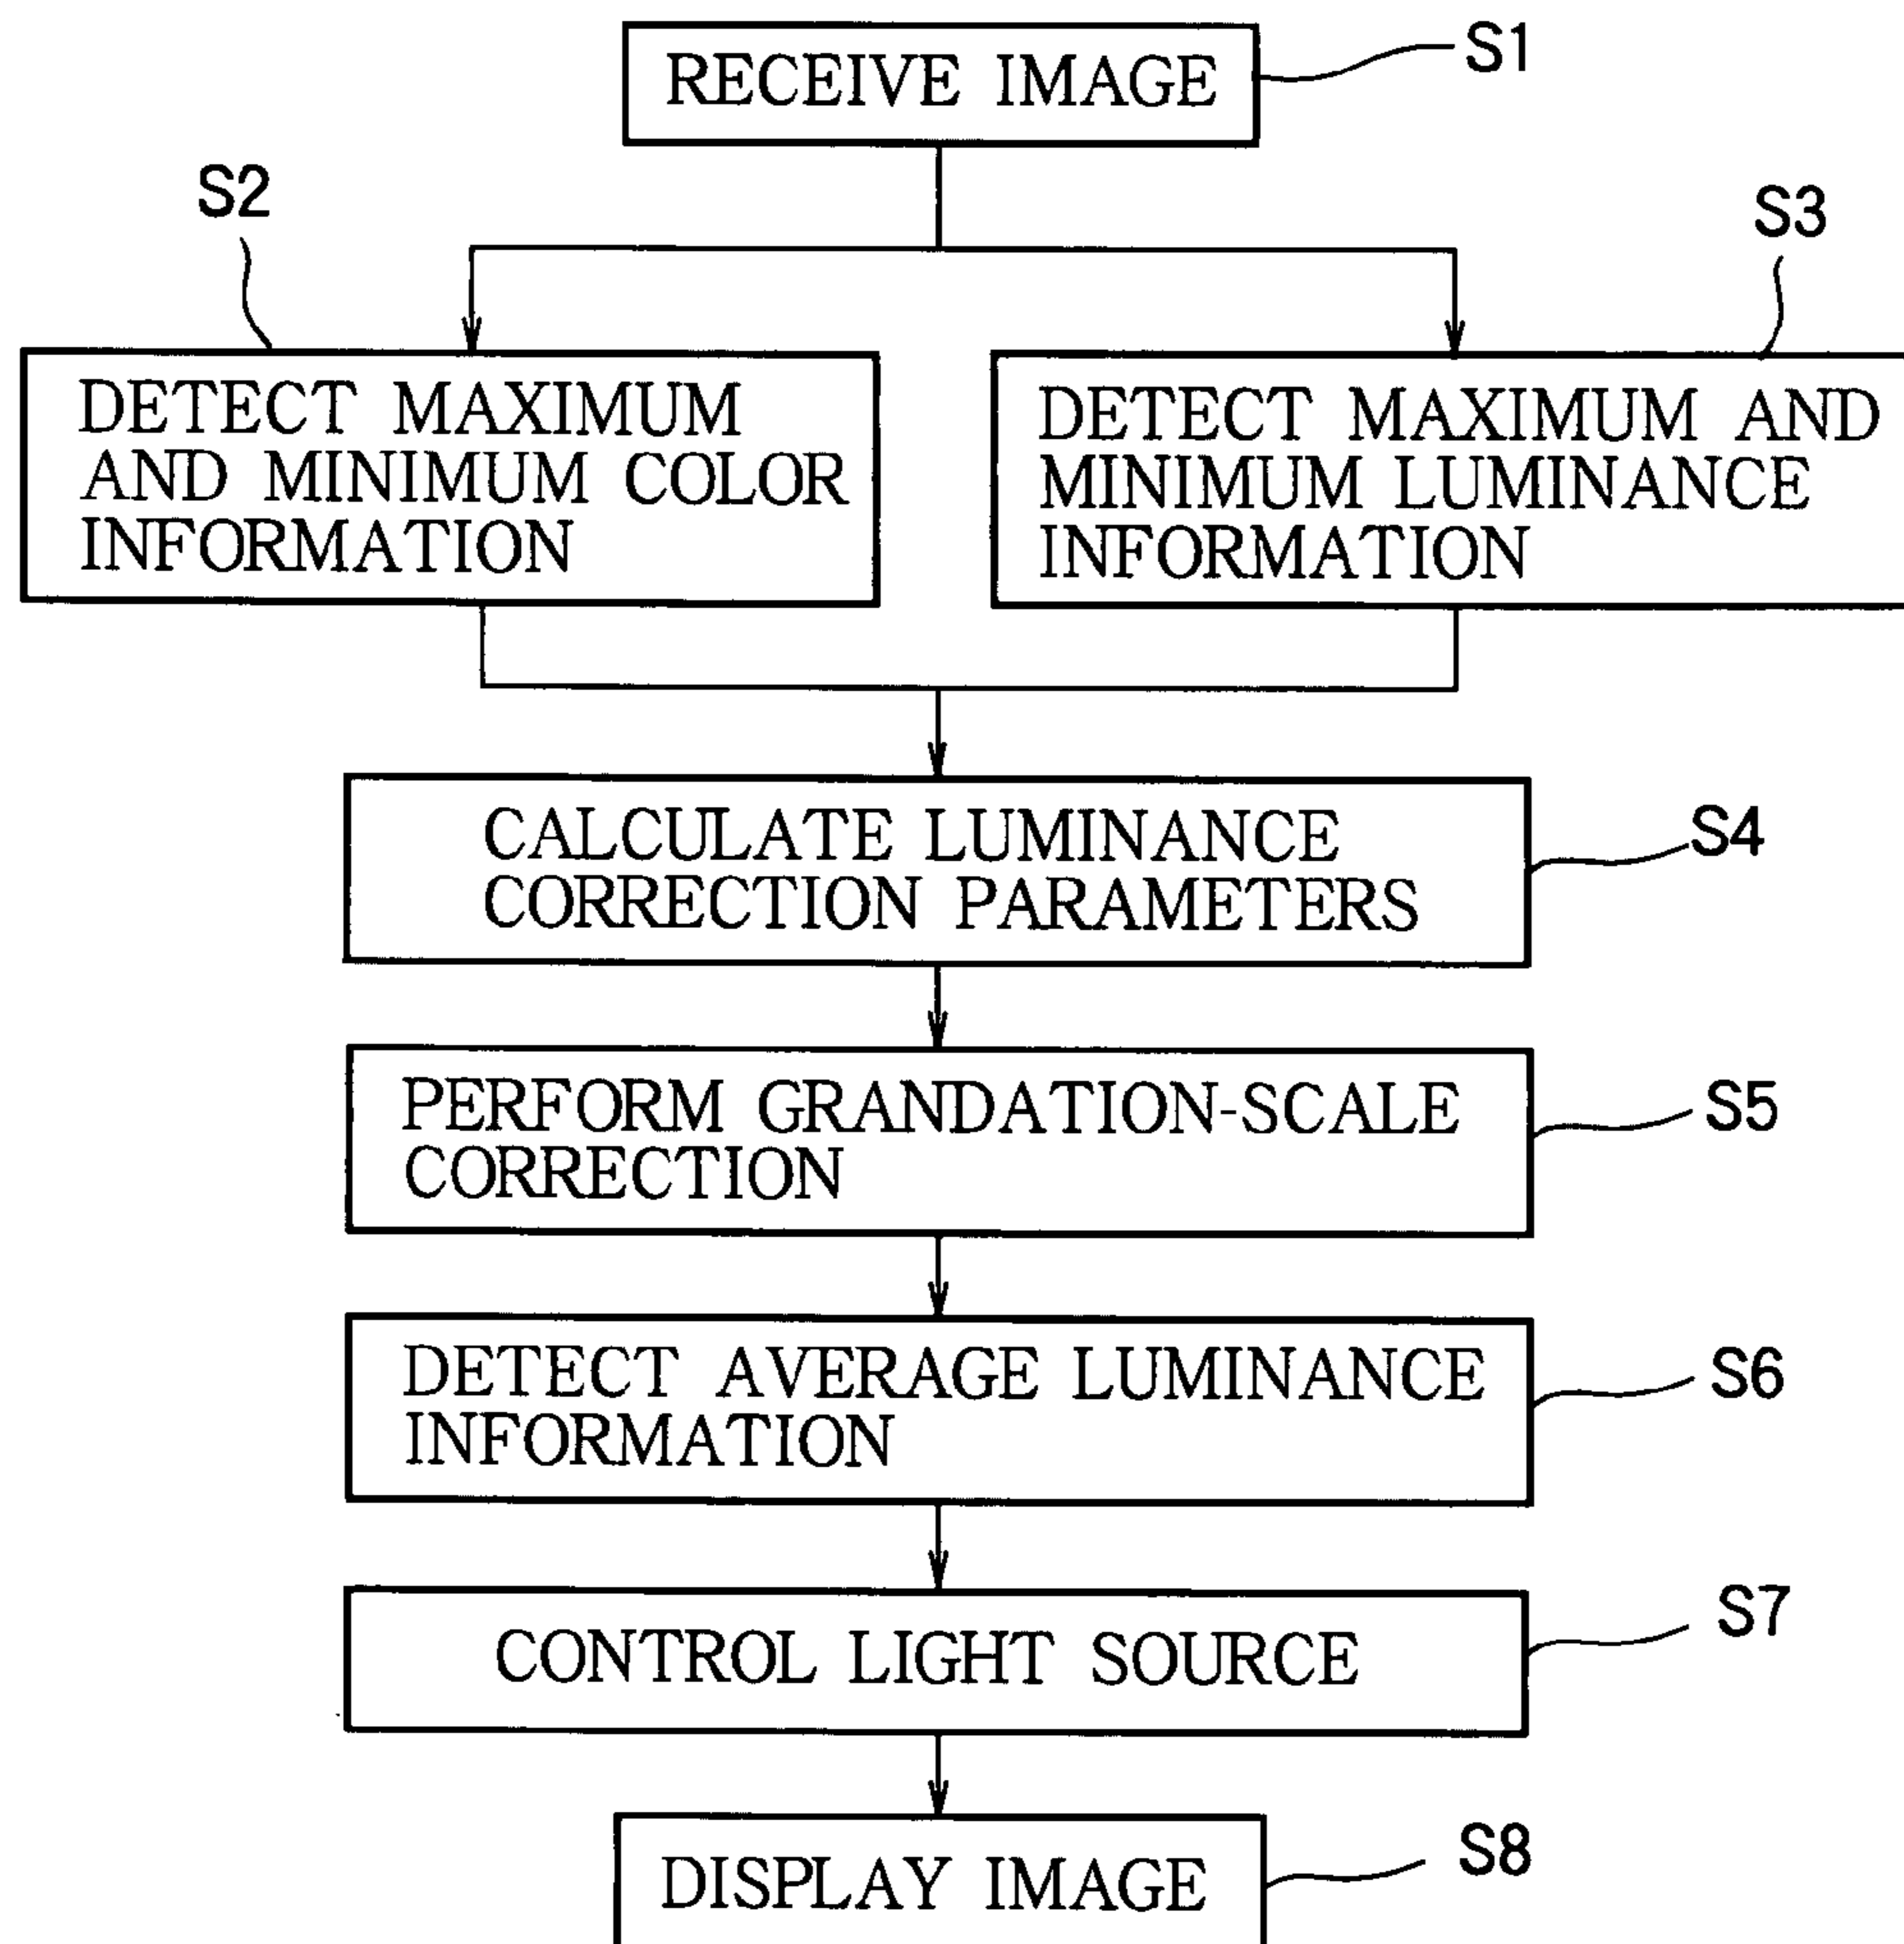 RECEIVE IMAGE
S1
S2
S3
DETECT MAXIMUM
AND MINIMUM COLOR
INFORMATION
DETECT MAXIMUM AND
MINIMUM LUMINANCE
INFORMATION
CALCULATE LUMINANCE
CORRECTION PARAMETERS
S4
PERFORM GRANDATION-SCALE
CORRECTION
S5
DETECT AVERAGE LUMINANCE
INFORMATION
S6
CONTROL LIGHT SOURCE
S7
DISPLAY IMAGE
S8